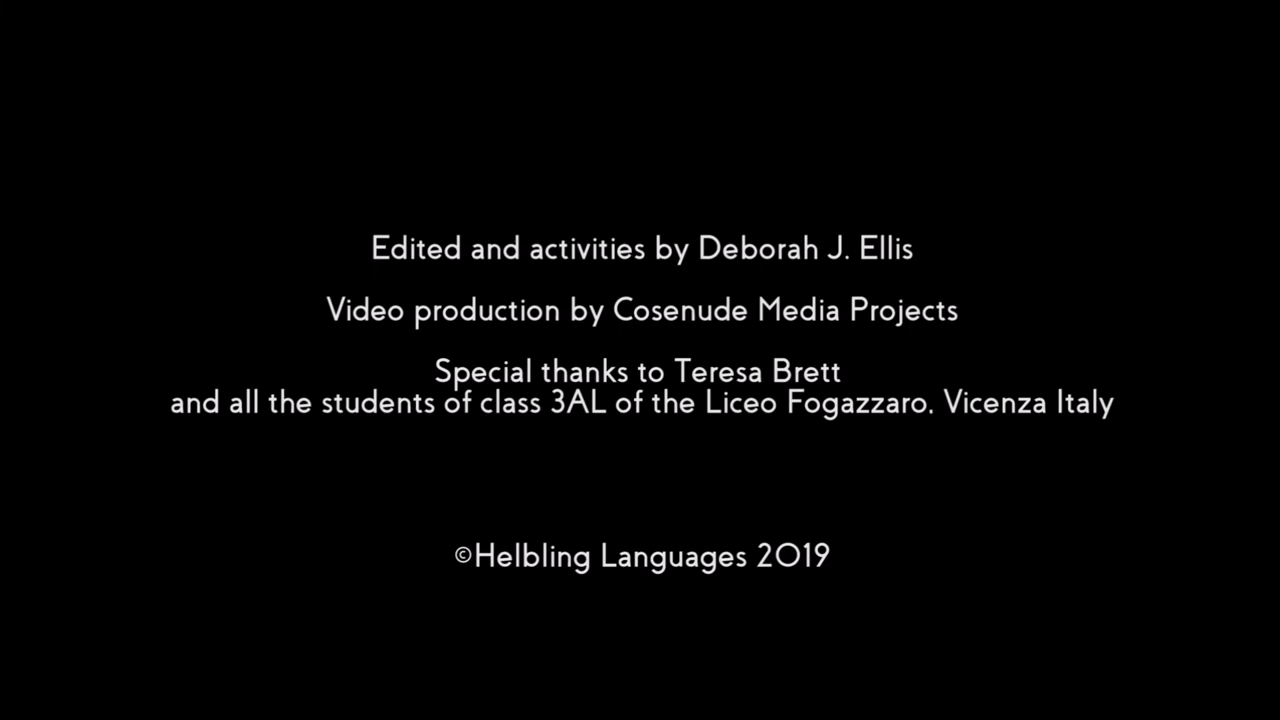 Edited and activities by Deborah J. Ellis
Video production by Cosenude Media Projects
Special thanks to Teresa Brett
and all the students of class 3AL of the Liceo Fogazzaro, Vicenza Italy
©Helbling Languages 2019